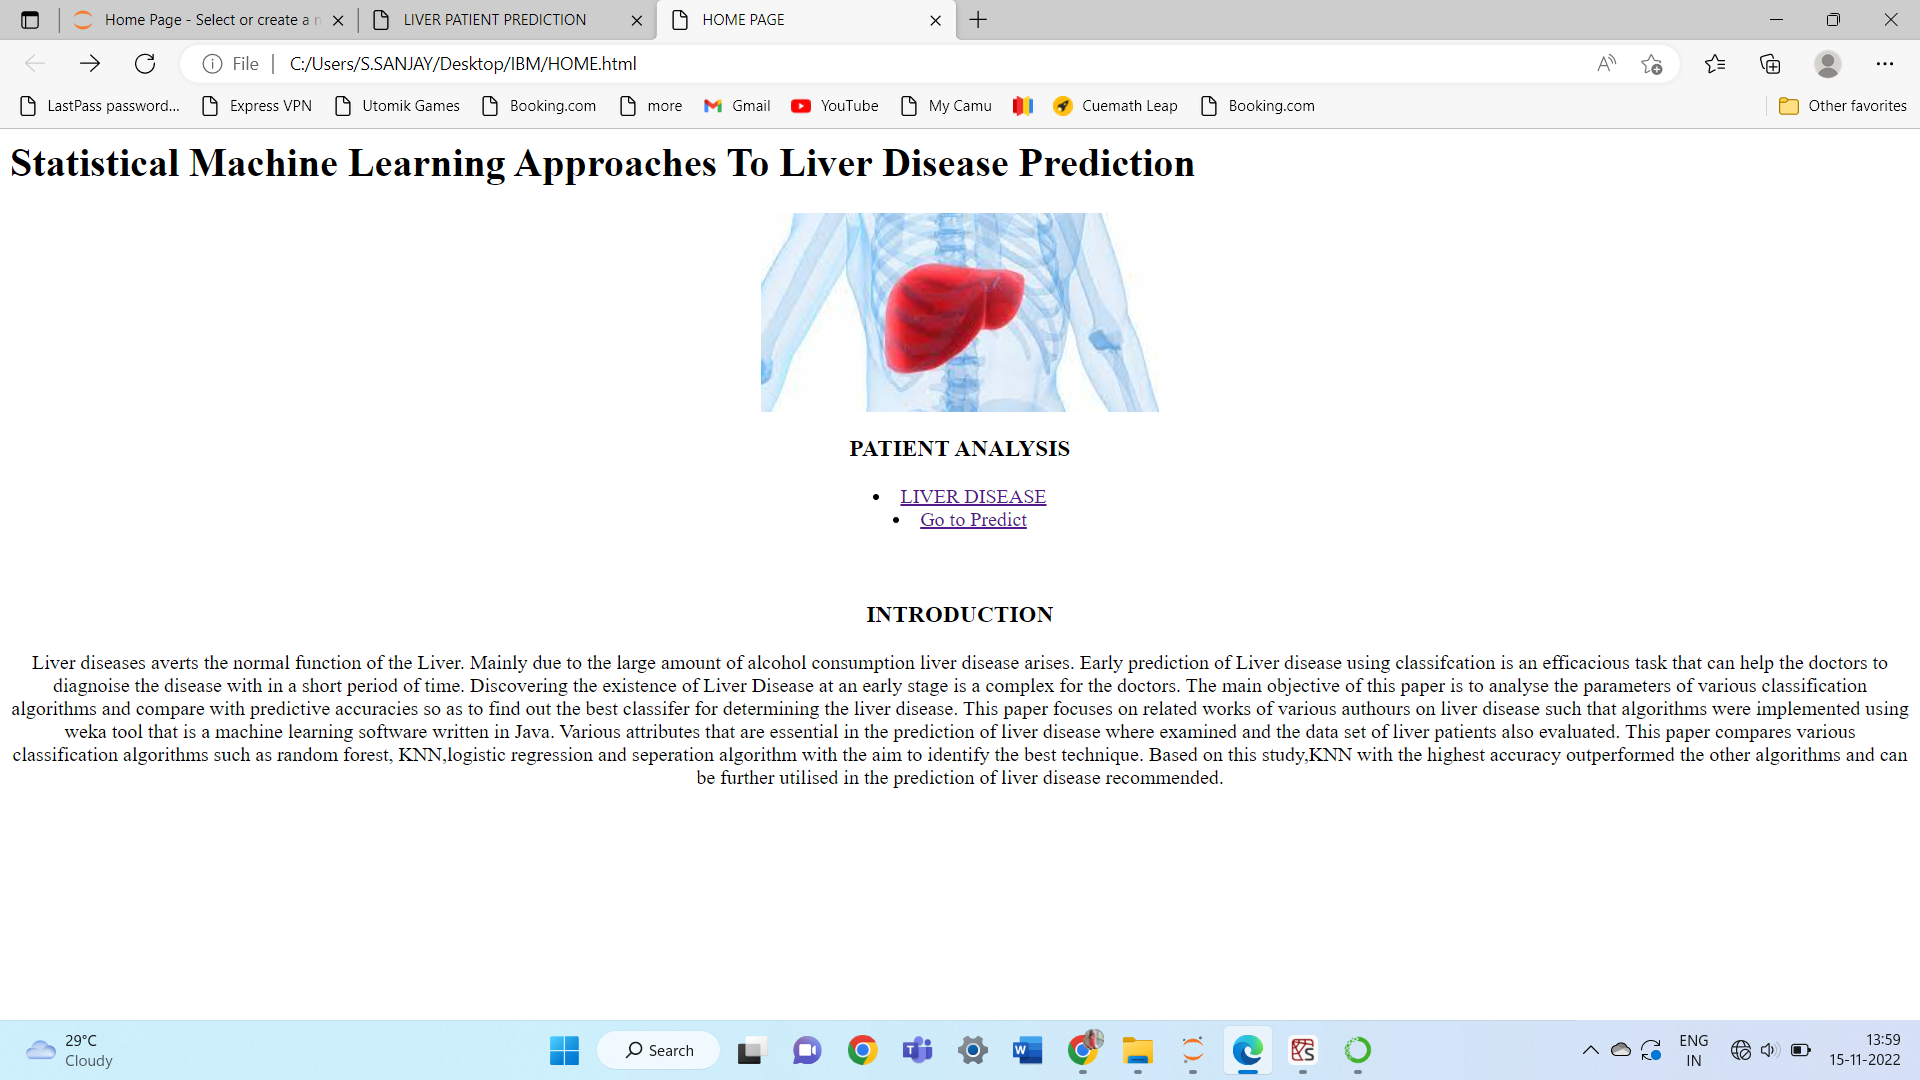 Home Page - Select or create a n
LIVER PATIENT PREDICTION
HOME PAGE
File
C:/Users/S.SANJAY/Desktop/IBM/HOME.html
LastPass password...
Express VPN
Utomik Games
Booking.com
more
Gmail
YouTube
My Camu
Cuemath Leap
Booking.com
Other favorites
Statistical Machine Learning Approaches To Liver Disease Prediction
PATIENT ANALYSIS
• LIVER DISEASE
• Go to Predict
INTRODUCTION
Liver diseases averts the normal function of the Liver. Mainly due to the large amount of alcohol consumption liver disease arises. Early prediction of Liver disease using classifcation is an efficacious task that can help the doctors to
diagnoise the disease with in a short period of time. Discovering the existence of Liver Disease at an early stage is a complex for the doctors. The main objective of this paper is to analyse the parameters of various classification
algorithms and compare with predictive accuracies so as to find out the best classifer for determining the liver disease. This paper focuses on related works of various authours on liver disease such that algorithms were implemented using
weka tool that is a machine learning software written in Java. Various attributes that are essential in the prediction of liver disease where examined and the data set of liver patients also evaluated. This paper compares various
classification algorithms such as random forest, KNN,logistic regression and seperation algorithm with the aim to identify the best technique. Based on this study,KNN with the highest accuracy outperformed the other algorithms and can
be further utilised in the prediction of liver disease recommended.
29°C
Cloudy
Search
ENG
IN
13:59
15-11-2022